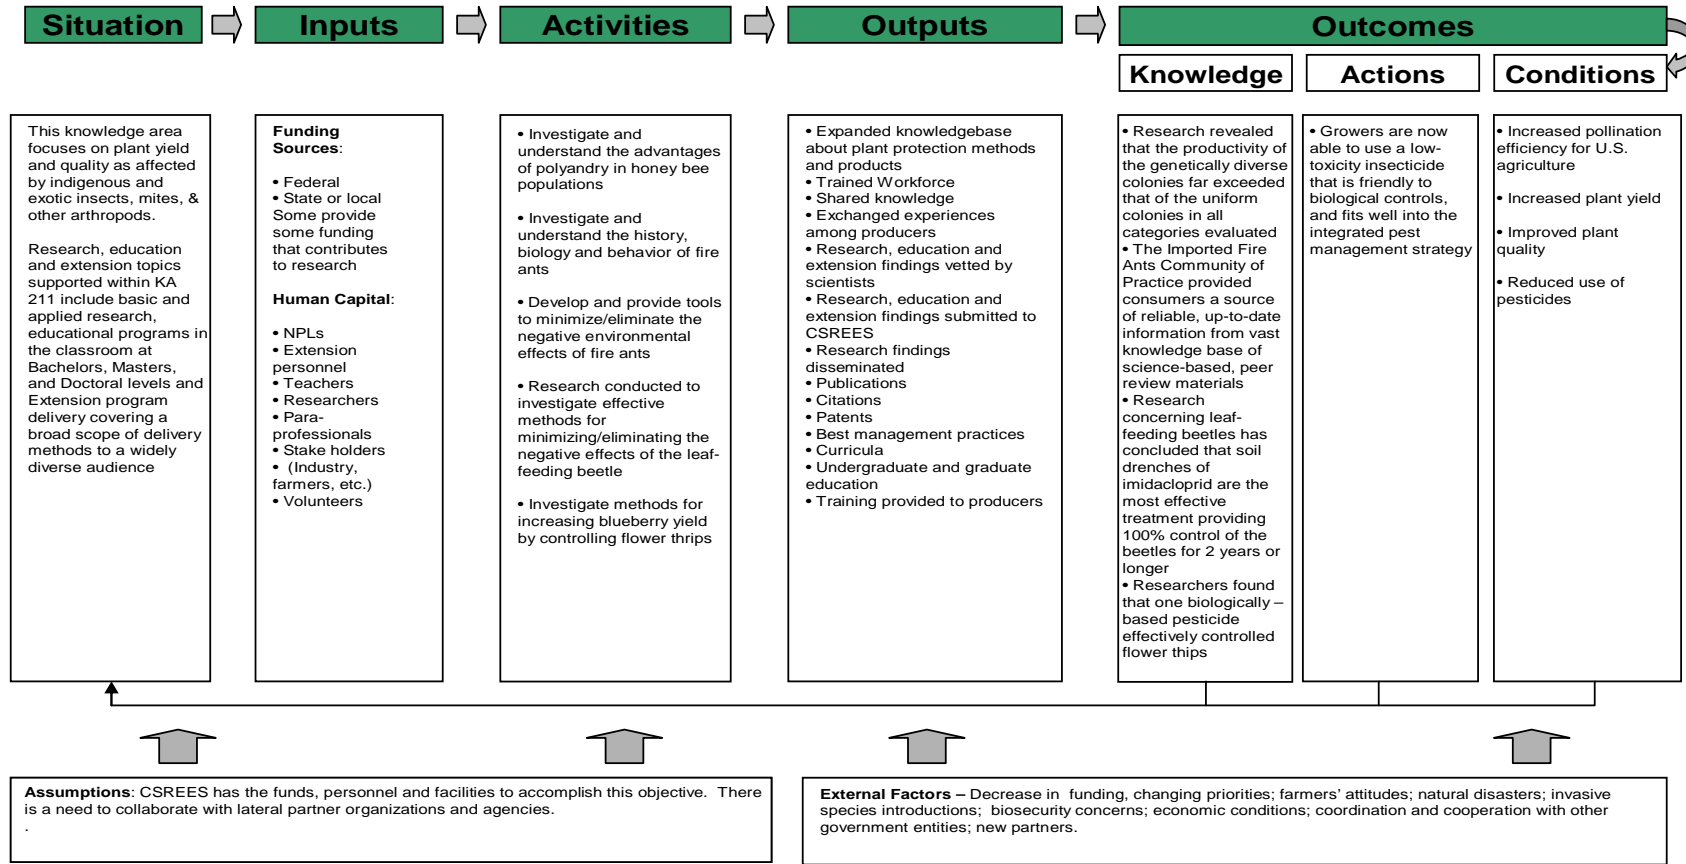 Situation
Inputs
Activities
Outputs
Outcomes
Knowledge
Actions
Conditions
This knowledge area
focuses on plant yield
and quality as affected
by indigenous and
exotic insects, mites, &
other arthropods.
Research, education
and extension topics
supported within KA
211 include basic and
applied research,
educational programs in
the classroom at
Bachelors, Masters,
and Doctoral levels and
Extension program
delivery covering a
broad scope of delivery
methods to a widely
diverse audience
Funding
Sources:
• Federal
• State or local
Some provide
some funding
that contributes
to research
Human Capital:
• NPLs
• Extension
personnel
• Teachers
• Researchers
• Para-
professionals
• Stake holders
• (Industry,
farmers, etc.)
• Volunteers
• Investigate and
understand the advantages
of polyandry in honey bee
populations
• Investigate and
understand the history,
biology and behavior of fire
ants
• Develop and provide tools
to minimize/eliminate the
negative environmental
effects of fire ants
• Research conducted to
investigate effective
methods for
minimizing/eliminating the
negative effects of the leaf-
feeding beetle
• Investigate methods for
increasing blueberry yield
by controlling flower thrips
• Expanded knowledgebase
about plant protection methods
and products
• Trained Workforce
• Shared knowledge
• Exchanged experiences
among producers
• Research, education and
extension findings vetted by
scientists
• Research, education and
extension findings submitted to
CSREES
• Research findings
disseminated
• Publications
• Citations
• Patents
• Best management practices
• Curricula
• Undergraduate and graduate
education
• Training provided to producers
• Research revealed
that the productivity of
the genetically diverse
colonies far exceeded
that of the uniform
colonies in all
categories evaluated
• The Imported Fire
Ants Community of
Practice provided
consumers a source
of reliable, up-to-date
information from vast
knowledge base of
science-based, peer
review materials
• Research
concerning leaf-
feeding beetles has
concluded that soil
drenches of
imidacloprid are the
most effective
treatment providing
100% control of the
beetles for 2 years or
longer
• Researchers found
that one biologically –
based pesticide
effectively controlled
flower thips
• Growers are now
able to use a low-
toxicity insecticide
that is friendly to
biological controls,
and fits well into the
integrated pest
management strategy
• Increased pollination
efficiency for U.S.
agriculture
• Increased plant yield
• Improved plant
quality
• Reduced use of
pesticides
Assumptions: CSREES has the funds, personnel and facilities to accomplish this objective. There
is a need to collaborate with lateral partner organizations and agencies.
.
External Factors – Decrease in funding, changing priorities; farmers' attitudes; natural disasters; invasive
species introductions; biosecurity concerns; economic conditions; coordination and cooperation with other
government entities; new partners.